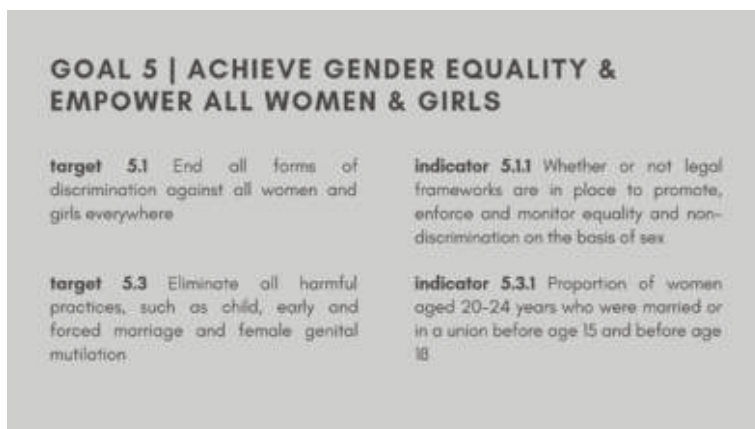 GOAL 5 | ACHIEVE GENDER EQUALITY &
EMPOWER ALL WOMEN & GIRLS
target 5.1 End all forms of
discrimination against all women and
girls everywhere
indicator 5.1.1 Whether or not legal
frameworks are in place to promote,
enforce and monitor equality and non-
discrimination on the basis of sex
target 5.3 Eliminate all harmful
practices, such as child, early and
forced marriage and female genital
mutilation
indicator 5.3.1 Proportion of women
aged 20-24 years who were married or
in a union before age 15 and before age
18